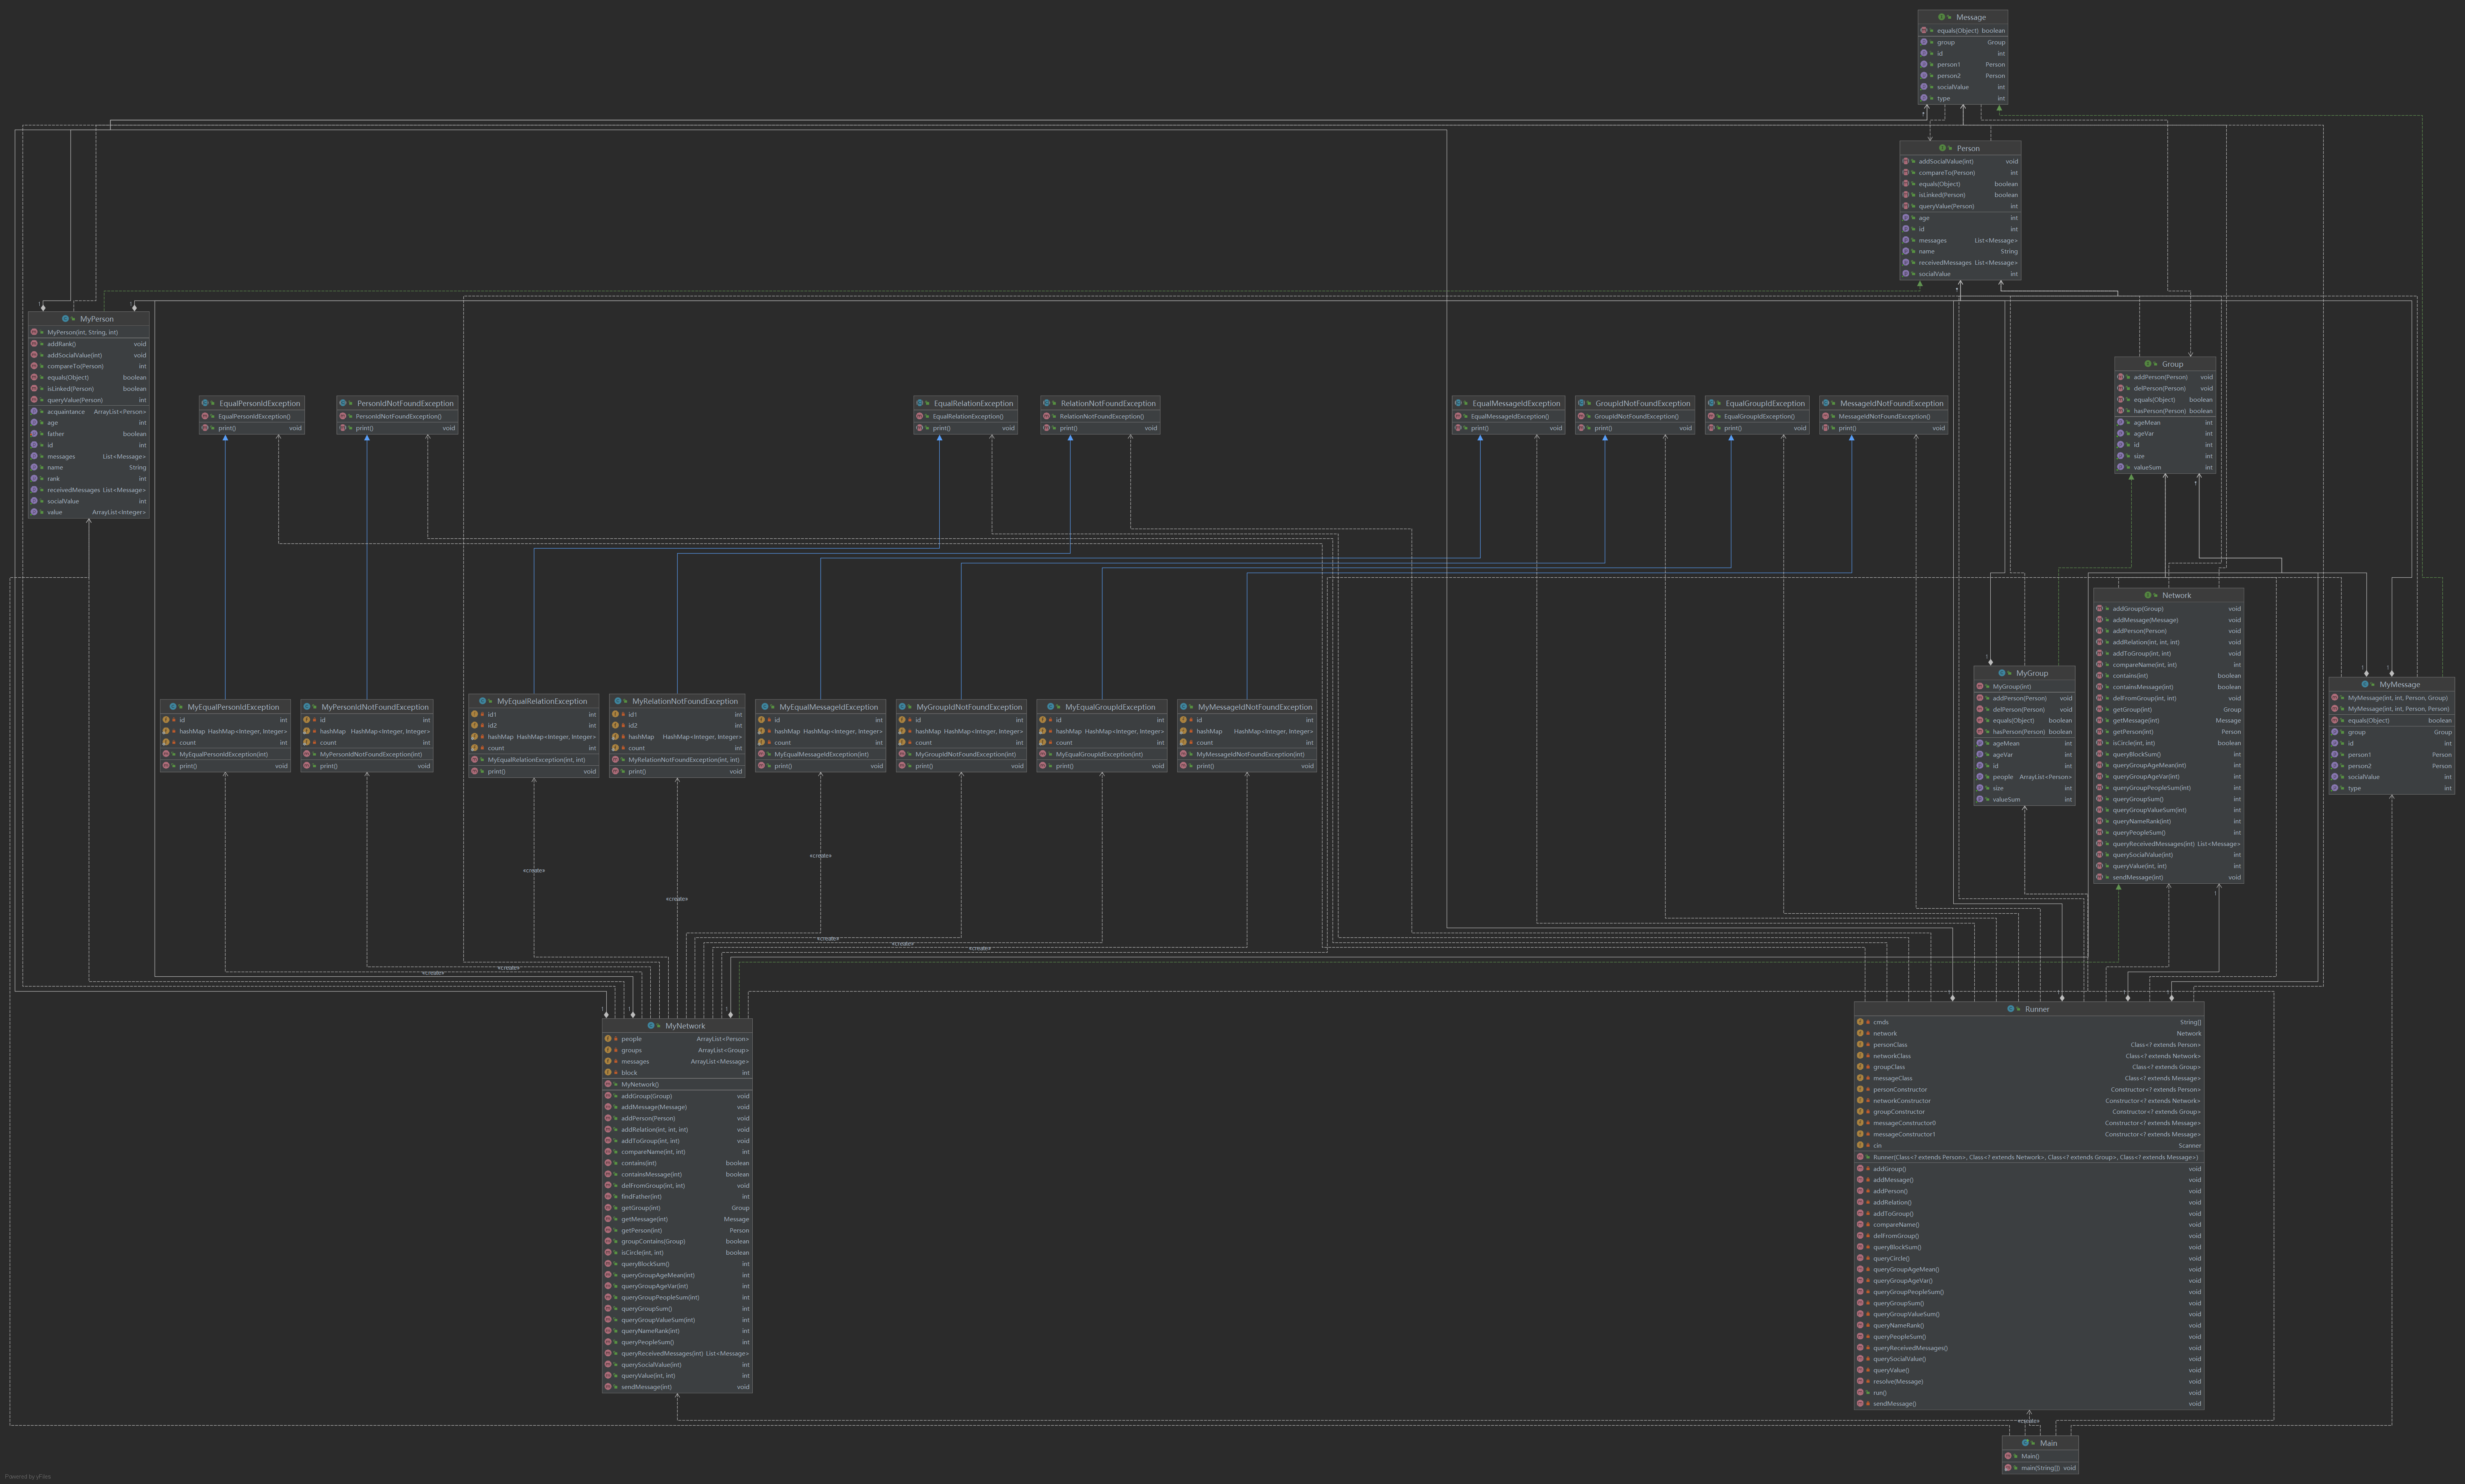 Message
equals(Object) boolean
group Group
id int
person1 Person
person2 Person
socialValue int
type int
Person
addSocialValue(int) void
compareTo(Person) int
equals(Object) boolean
isLinked(Person) boolean
queryValue(Person) int
age int
id int
messages List<Message>
name String
receivedMessages List<Message>
socialValue int
MyPerson
MyPerson(int, String, int)
addRank() void
addSocialValue(int) void
compareTo(Person) int
equals(Object) boolean
isLinked(Person) boolean
queryValue(Person) int
acquaintance ArrayList<Person>
age int
father boolean
id int
messages List<Message>
name String
rank int
receivedMessages List<Message>
socialValue int
value ArrayList<Integer>
EqualPersonIdException
EqualPersonIdException()
print() void
PersonIdNotFoundException
PersonIdNotFoundException()
print() void
EqualRelationException
EqualRelationException()
print() void
RelationNotFoundException
RelationNotFoundException()
print() void
EqualMessageIdException
EqualMessageIdException()
print() void
GroupIdNotFoundException
GroupIdNotFoundException()
print() void
EqualGroupIdException
EqualGroupIdException()
print() void
MessageIdNotFoundException
MessageIdNotFoundException()
print() void
Group
addPerson(Person) void
delPerson(Person) void
equals(Object) boolean
hasPerson(Person) boolean
ageMean int
ageVar int
id int
size int
valueSum int
Network
addGroup(Group) void
addMessage(Message) void
addPerson(Person) void
addRelation(int, int, int) void
addToGroup(int, int) void
compareName(int, int) int
contains(int) boolean
containsMessage(int) boolean
delFromGroup(int, int) void
getGroup(int) Group
getMessage(int) Message
getPerson(int) Person
isCircle(int, int) boolean
queryBlockSum() int
queryGroupAgeMean(int) int
queryGroupAgeVar(int) int
queryGroupPeopleSum(int) int
queryGroupSum() int
queryGroupValueSum(int) int
queryNameRank(int) int
queryPeopleSum() int
queryReceivedMessages(int) List<Message>
querySocialValue(int) int
queryValue(int, int) int
sendMessage(int) void
MyGroup
MyGroup(int)
addPerson(Person) void
delPerson(Person) void
equals(Object) boolean
hasPerson(Person) boolean
ageMean int
ageVar int
id int
people ArrayList<Person>
size int
valueSum int
MyMessage
MyMessage(int, int, Person, Group)
MyMessage(int, int, Person, Person)
equals(Object) boolean
group Group
id int
person1 Person
person2 Person
socialValue int
type int
MyEqualPersonIdException
id int
hashMap HashMap<Integer, Integer>
count int
MyEqualPersonIdException(int)
print() void
MyPersonIdNotFoundException
id int
hashMap HashMap<Integer, Integer>
count int
MyPersonIdNotFoundException(int)
print() void
MyEqualRelationException
id1 int
id2 int
hashMap HashMap<Integer, Integer>
count int
MyEqualRelationException(int, int)
print() void
MyRelationNotFoundException
id1 int
id2 int
hashMap HashMap<Integer, Integer>
count int
MyRelationNotFoundException(int, int)
print() void
MyEqualMessageIdException
id int
hashMap HashMap<Integer, Integer>
count int
MyEqualMessageIdException(int)
print() void
MyGroupIdNotFoundException
id int
hashMap HashMap<Integer, Integer>
count int
MyGroupIdNotFoundException(int)
print() void
MyEqualGroupIdException
id int
hashMap HashMap<Integer, Integer>
count int
MyEqualGroupIdException(int)
print() void
MyMessageIdNotFoundException
id int
hashMap HashMap<Integer, Integer>
count int
MyMessageIdNotFoundException(int)
print() void
«create»
«create»
«create»
«create»
«create»
«create»
«create»
«create»
MyNetwork
people ArrayList<Person>
groups ArrayList<Group>
messages ArrayList<Message>
block int
MyNetwork()
addGroup(Group) void
addMessage(Message) void
addPerson(Person) void
addRelation(int, int, int) void
addToGroup(int, int) void
compareName(int, int) int
contains(int) boolean
containsMessage(int) boolean
delFromGroup(int, int) void
findFather(int) int
getGroup(int) Group
getMessage(int) Message
getPerson(int) Person
groupContains(Group) boolean
isCircle(int, int) boolean
queryBlockSum() int
queryGroupAgeMean(int) int
queryGroupAgeVar(int) int
queryGroupPeopleSum(int) int
queryGroupSum() int
queryGroupValueSum(int) int
queryNameRank(int) int
queryPeopleSum() int
queryReceivedMessages(int) List<Message>
querySocialValue(int) int
queryValue(int, int) int
sendMessage(int) void
Runner
cmds String[]
network Network
personClass Class<? extends Person>
networkClass Class<? extends Network>
groupClass Class<? extends Group>
messageClass Class<? extends Message>
personConstructor Constructor<? extends Person>
networkConstructor Constructor<? extends Network>
groupConstructor Constructor<? extends Group>
messageConstructor0 Constructor<? extends Message>
messageConstructor1 Constructor<? extends Message>
cin Scanner
Runner(Class<? extends Person>, Class<? extends Network>, Class<? extends Group>, Class<? extends Message>)
addGroup() void
addMessage() void
addPerson() void
addRelation() void
addToGroup() void
compareName() void
delFromGroup() void
queryBlockSum() void
queryCircle() void
queryGroupAgeMean() void
queryGroupAgeVar() void
queryGroupPeopleSum() void
queryGroupSum() void
queryGroupValueSum() void
queryNameRank() void
queryPeopleSum() void
queryReceivedMessages() void
querySocialValue() void
queryValue() void
resolve(Message) void
run() void
sendMessage() void
«create»
Main
Main()
main(String[]) void
Powered by yFiles